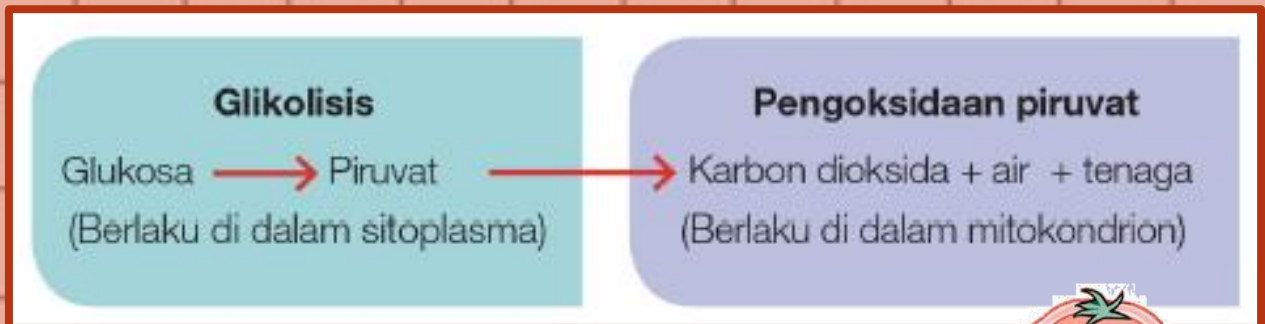 Glikolisis
Glukosa → Piruvat
(Berlaku di dalam sitoplasma)
Pengoksidaan piruvat
→ Karbon dioksida + air + tenaga
(Berlaku di dalam mitokondrion)